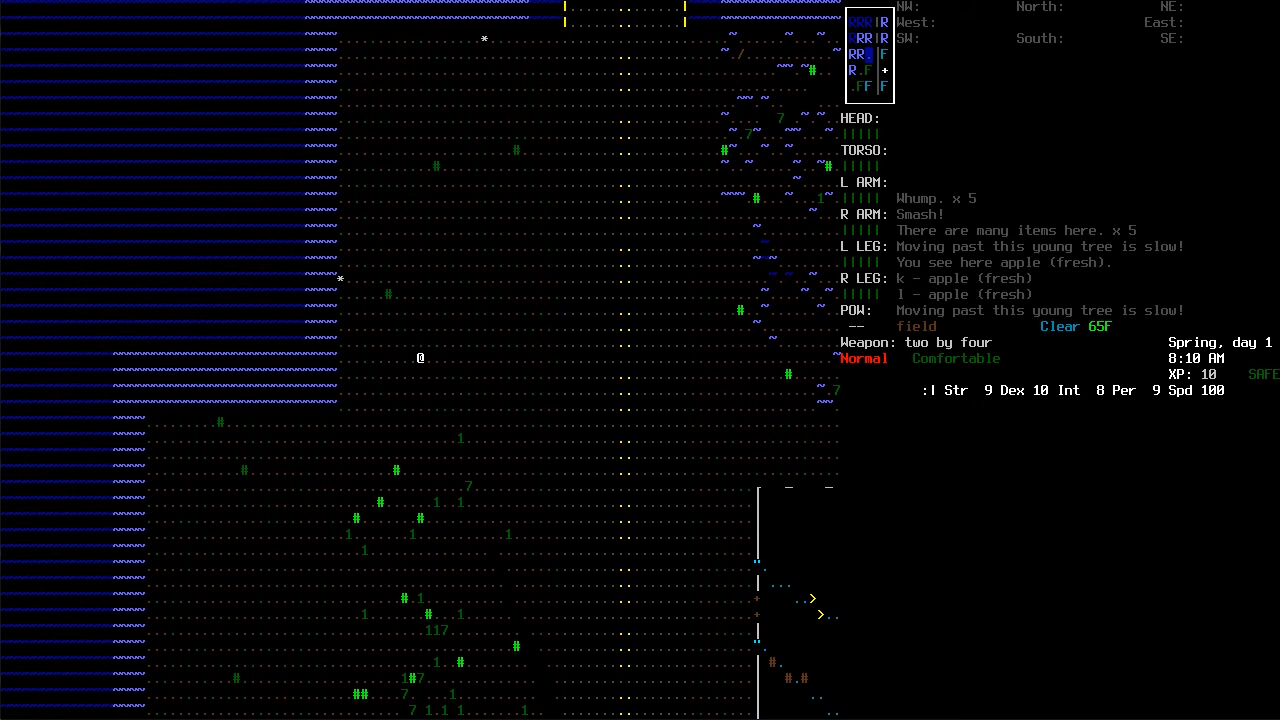 NW: North: NE:
West: East:
SW: South: SE:
HEAD:
TORSO:
L ARM:
Whump. x 5
R ARM: Smash!
There are many items here. x 5
L LEG: Moving past this young tree is slow!
You see here apple (fresh).
R LEG: k - apple (fresh)
l - apple (fresh)
POW: Moving past this young tree is slow!
-- field Clear 65F
Weapon: two by four Spring, day 1
Normal Comfortable 8:10 AM
XP: 10 SAFE
:| Str 9 Dex 10 Int 8 Per 9 Spd 100